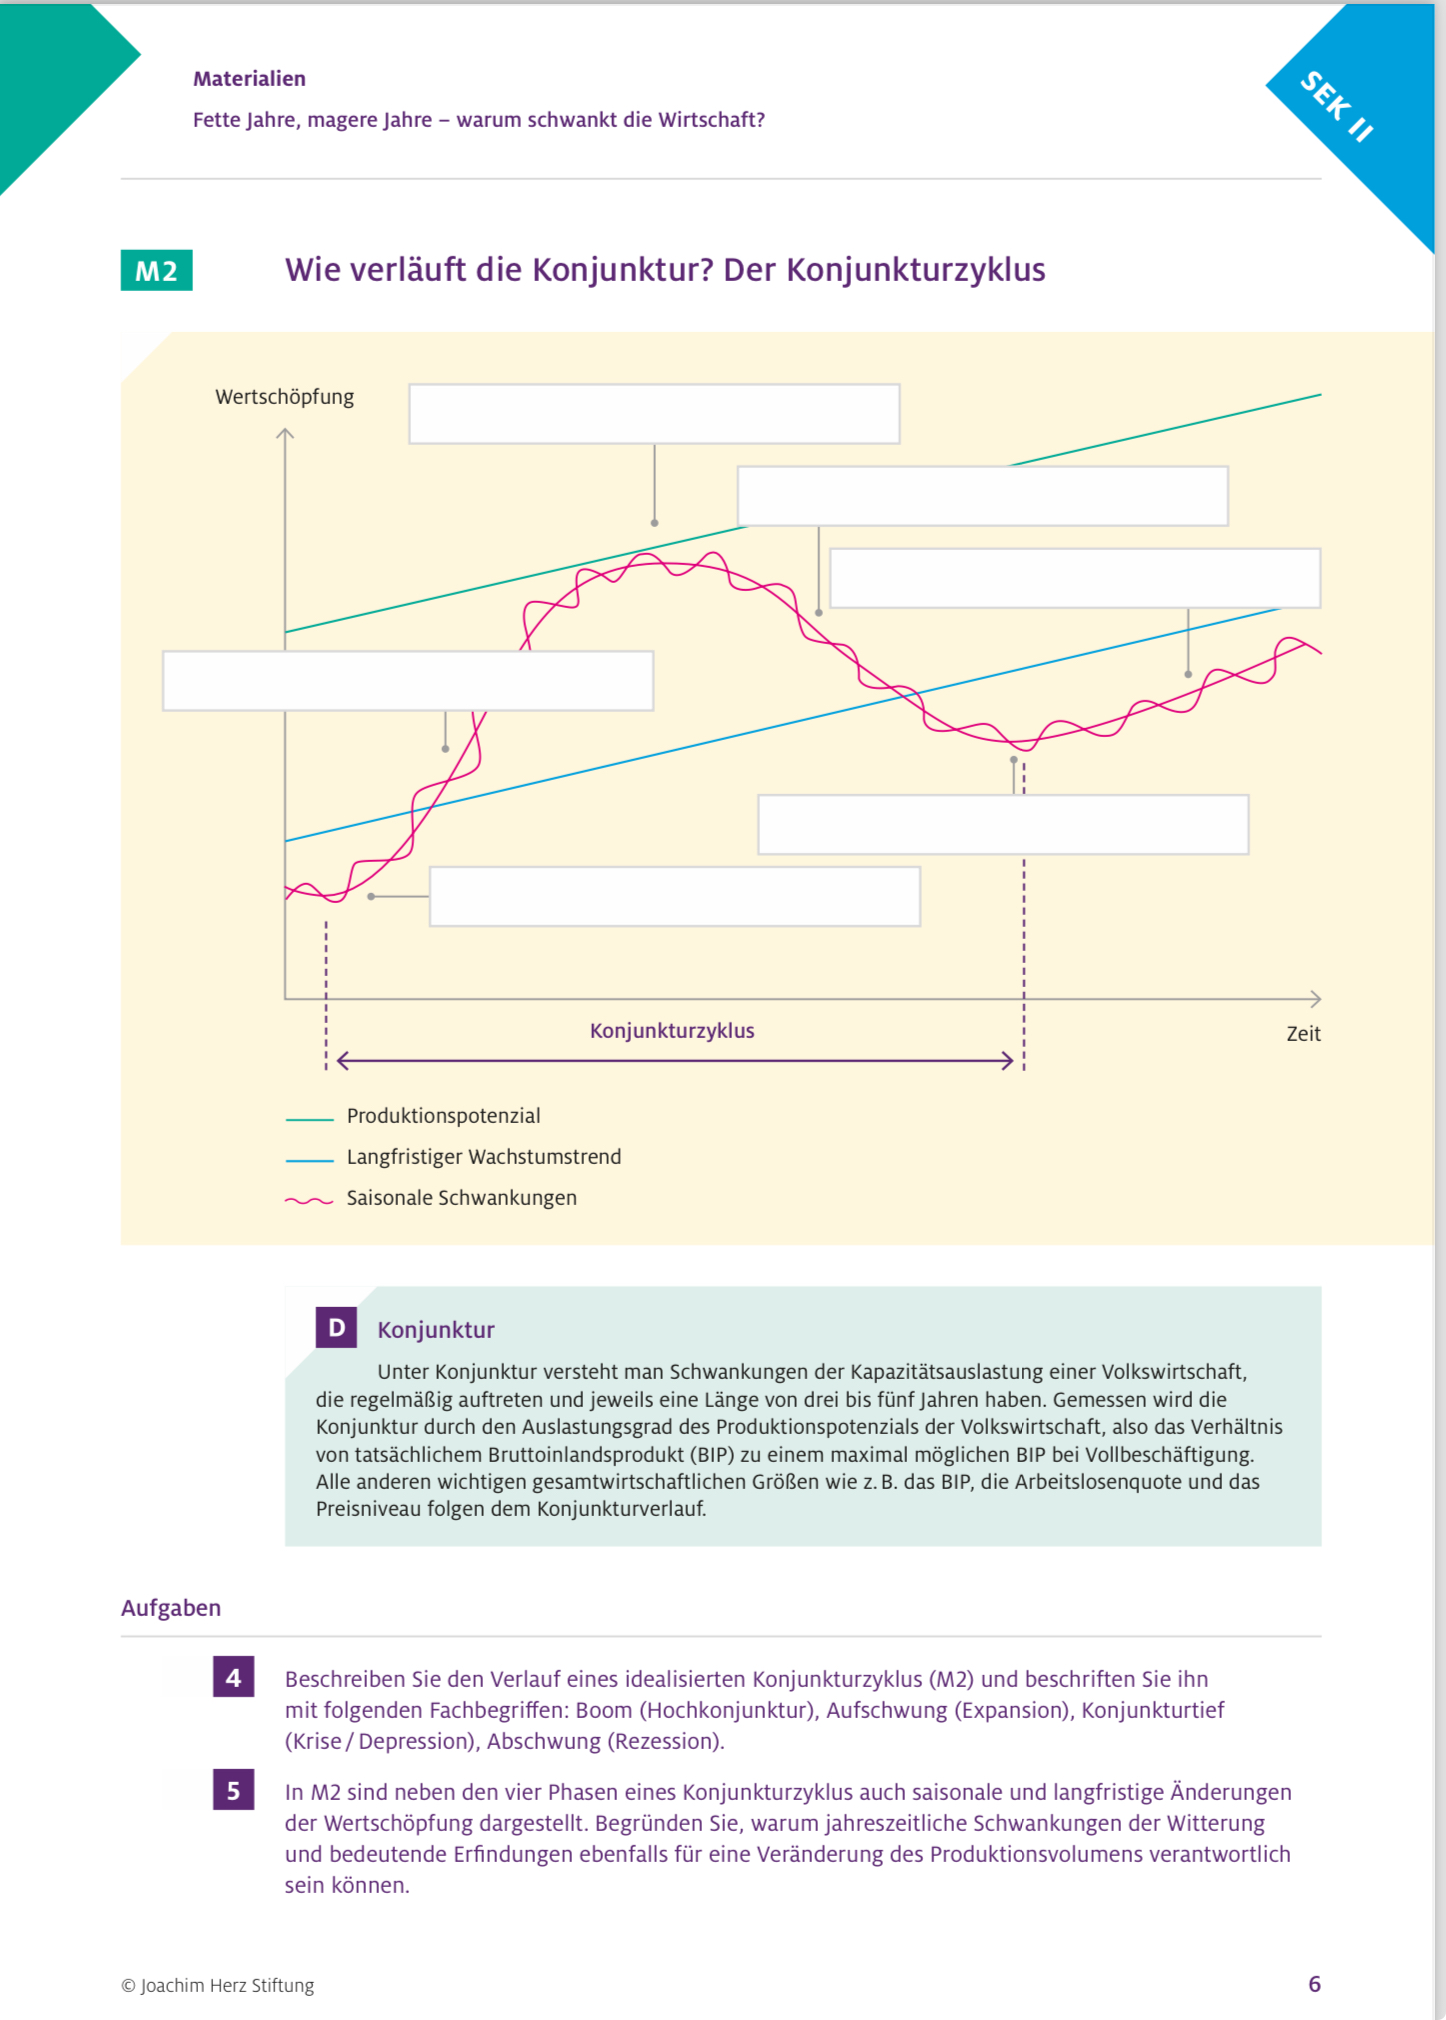 Materialien
Fette Jahre, magere Jahre – warum schwankt die Wirtschaft?
SEK II
M2
Wie verläuft die Konjunktur? Der Konjunkturzyklus
Wertschöpfung
Konjunkturzyklus
Zeit
Produktionspotenzial
Langfristiger Wachstumstrend
Saisonale Schwankungen
D Konjunktur
Unter Konjunktur versteht man Schwankungen der Kapazitätsauslastung einer Volkswirtschaft,
die regelmäßig auftreten und jeweils eine Länge von drei bis fünf Jahren haben. Gemessen wird die
Konjunktur durch den Auslastungsgrad des Produktionspotenzials der Volkswirtschaft, also das Verhältnis
von tatsächlichem Bruttoinlandsprodukt (BIP) zu einem maximal möglichen BIP bei Vollbeschäftigung.
Alle anderen wichtigen gesamtwirtschaftlichen Größen wie z. B. das BIP, die Arbeitslosenquote und das
Preisniveau folgen dem Konjunkturverlauf.
Aufgaben
4 Beschreiben Sie den Verlauf eines idealisierten Konjunkturzyklus (M2) und beschriften Sie ihn
mit folgenden Fachbegriffen: Boom (Hochkonjunktur), Aufschwung (Expansion), Konjunkturtief
(Krise / Depression), Abschwung (Rezession).
5 In M2 sind neben den vier Phasen eines Konjunkturzyklus auch saisonale und langfristige Änderungen
der Wertschöpfung dargestellt. Begründen Sie, warum jahreszeitliche Schwankungen der Witterung
und bedeutende Erfindungen ebenfalls für eine Veränderung des Produktionsvolumens verantwortlich
sein können.
© Joachim Herz Stiftung
6